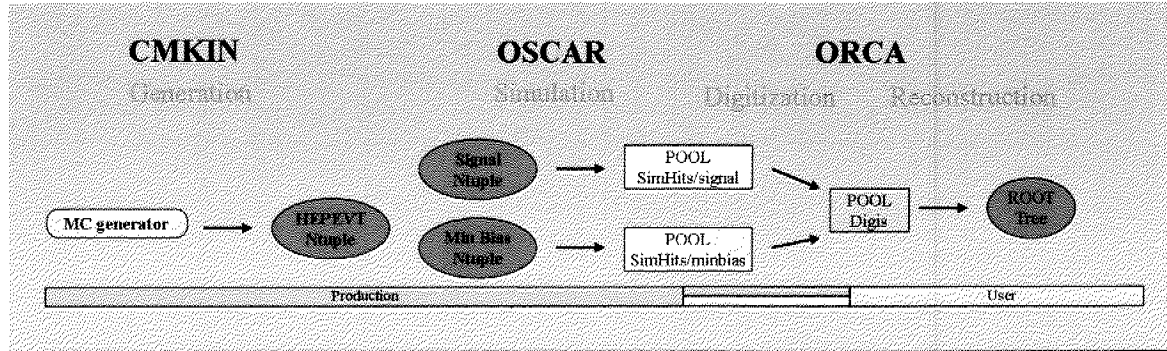 CMKIN
OSCAR
ORCA
Generation
Simulation
Digitization
Reconstruction
MC generator
HEPEVT
Ntuple
Signal
Ntuple
Min Bias
Ntuple
POOL
SimHits/signal
POOL
SimHits/minbias
POOL
Digis
ROOT
Tree
Production
User